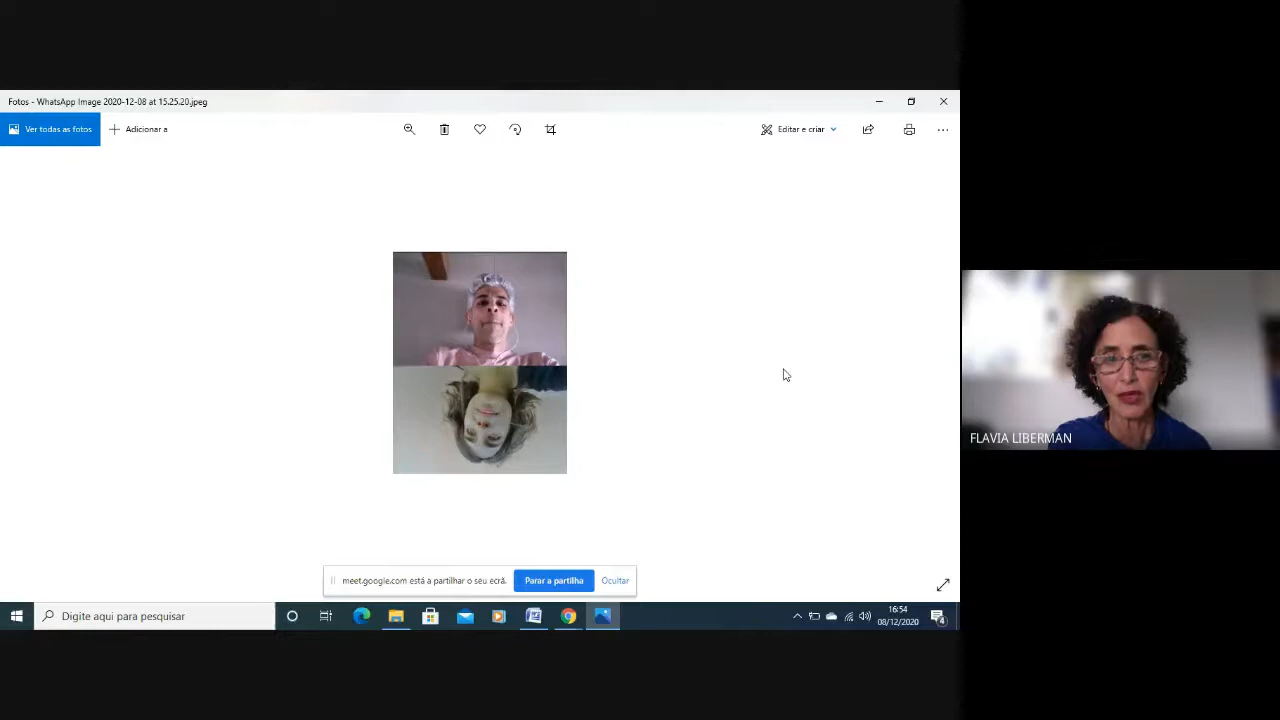 Fotos - WhatsApp Image 2020-12-08 at 15.25.20.jpeg
Ver todas as fotos
Adicionar a
Editar e criar
FLAVIA LIBERMAN
meet.google.com está a partilhar o seu ecrã.
Parar a partilha
Ocultar
Digite aqui para pesquisar
16:54
08/12/2020
4